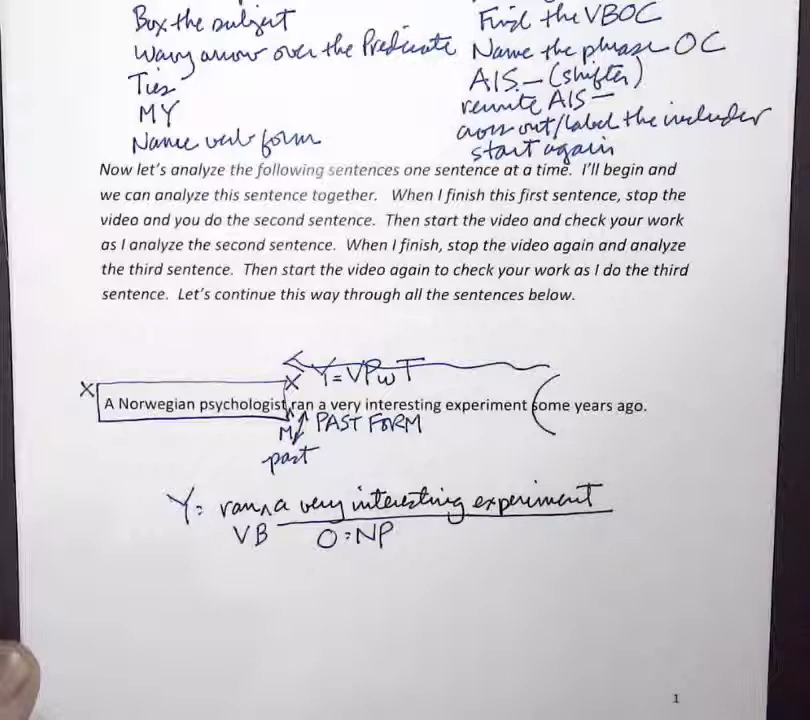 Box the subject
Wavy arrow over the Predicate
Ties
MY
Name verb form
Find the VBOC
Name the phrase OC
AIS – (shifter)
rewrite AIS –
cross out/label the includer
start again
Now let's analyze the following sentences one sentence at a time. I'll begin and
we can analyze this sentence together. When I finish this first sentence, stop the
video and you do the second sentence. Then start the video and check your work
as I analyze the second sentence. When I finish, stop the video again and analyze
the third sentence. Then start the video again to check your work as I do the third
sentence. Let's continue this way through all the sentences below.
X X Y=VPwT
A Norwegian psychologist ran a very interesting experiment some years ago.
M PAST FORM
past
Y= ran a very interesting experiment
VB O=NP
1